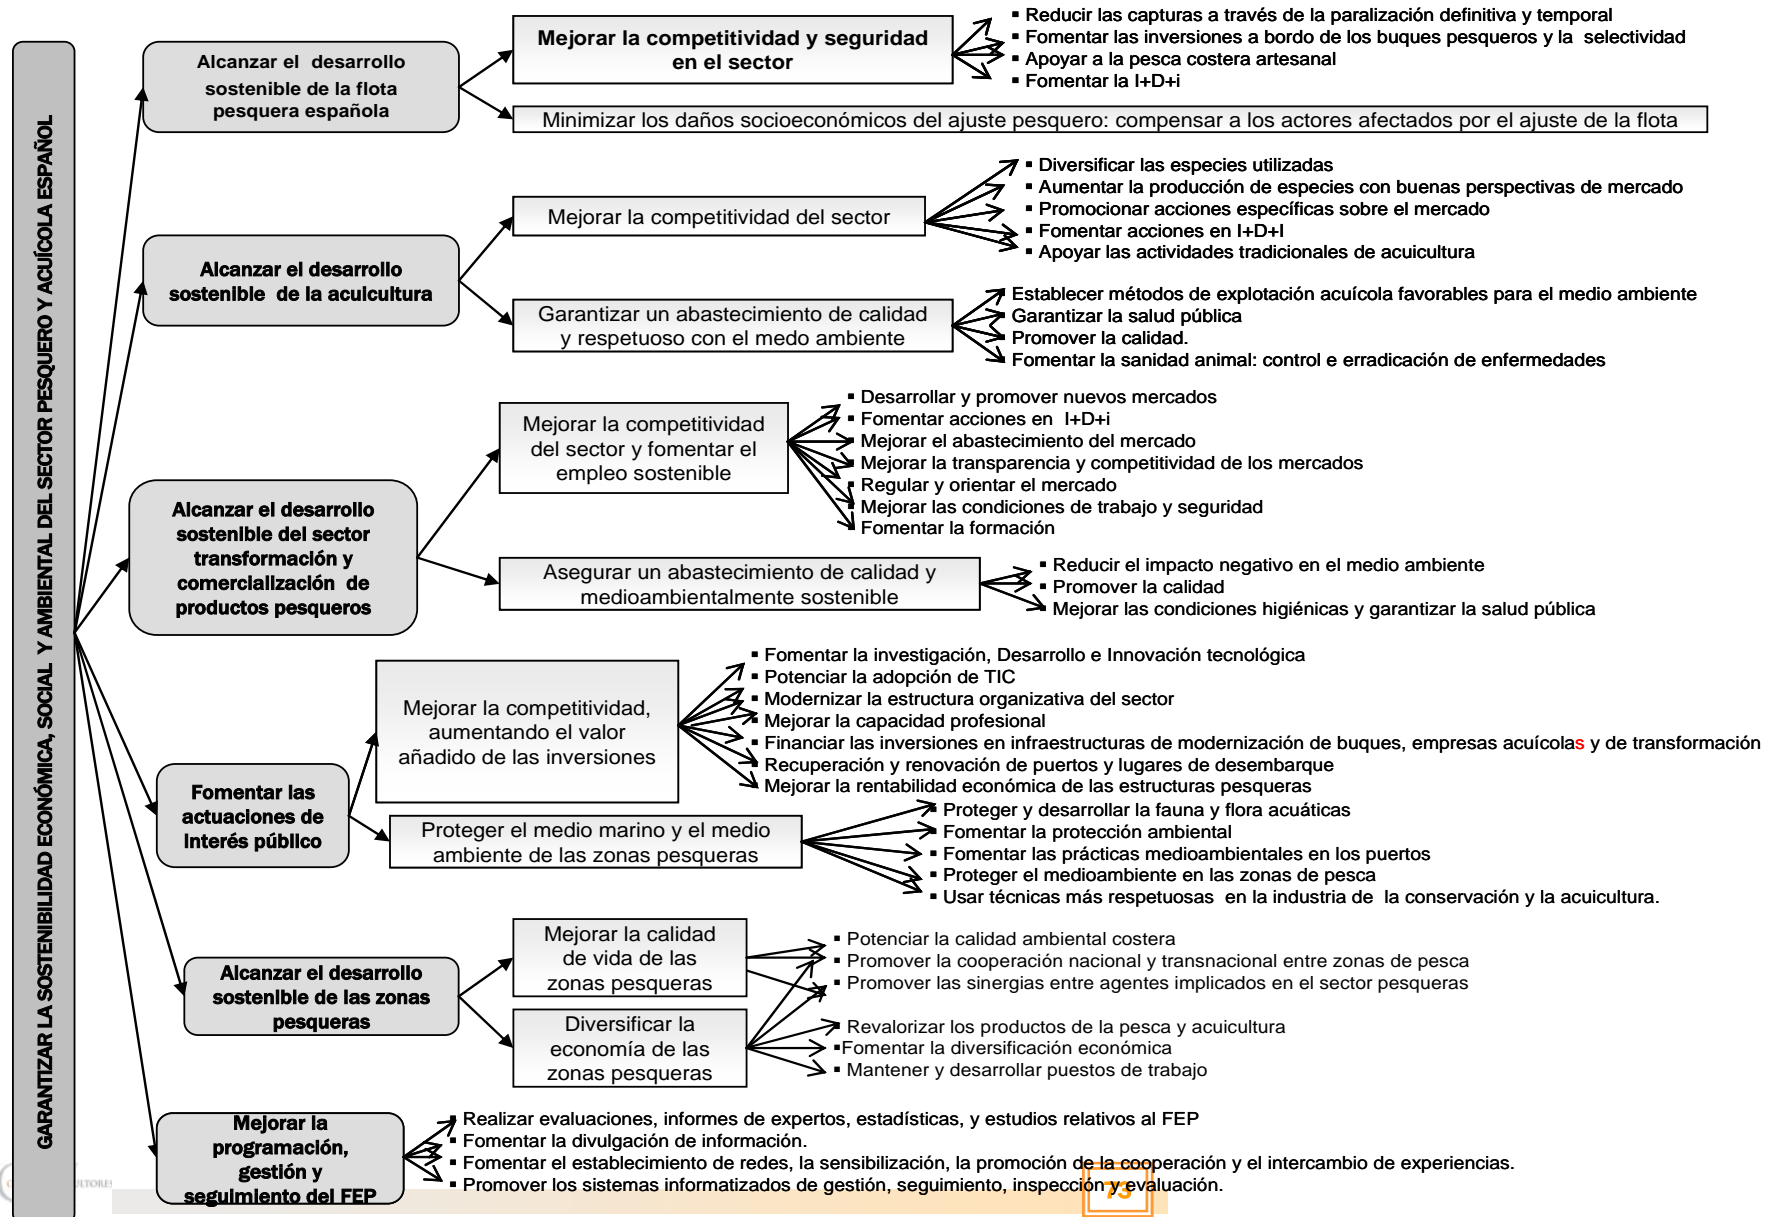 GARANTIZAR LA SOSTENIBILIDAD ECONÓMICA, SOCIAL Y AMBIENTAL DEL SECTOR PESQUERO Y ACUÍCOLA ESPAÑOL
Alcanzar el desarrollo
sostenible de la flota
pesquera española
Mejorar la competitividad y seguridad
en el sector
▪ Reducir las capturas a través de la paralización definitiva y temporal
▪ Fomentar las inversiones a bordo de los buques pesqueros y la selectividad
▪ Apoyar a la pesca costera artesanal
▪ Fomentar la I+D+i
Minimizar los daños socioeconómicos del ajuste pesquero: compensar a los actores afectados por el ajuste de la flota
Alcanzar el desarrollo
sostenible de la acuicultura
Mejorar la competitividad del sector
▪ Diversificar las especies utilizadas
▪ Aumentar la producción de especies con buenas perspectivas de mercado
▪ Promocionar acciones específicas sobre el mercado
▪ Fomentar acciones en I+D+I
▪ Apoyar las actividades tradicionales de acuicultura
Garantizar un abastecimiento de calidad
y respetuoso con el medo ambiente
▪ Establecer métodos de explotación acuícola favorables para el medio ambiente
▪ Garantizar la salud pública
▪ Promover la calidad.
▪ Fomentar la sanidad animal: control e erradicación de enfermedades
Alcanzar el desarrollo
sostenible del sector
transformación y
comercialización de
productos pesqueros
Mejorar la competitividad
del sector y fomentar el
empleo sostenible
▪ Desarrollar y promover nuevos mercados
▪ Fomentar acciones en I+D+i
▪ Mejorar el abastecimiento del mercado
▪ Mejorar la transparencia y competitividad de los mercados
▪ Regular y orientar el mercado
▪ Mejorar las condiciones de trabajo y seguridad
▪ Fomentar la formación
Asegurar un abastecimiento de calidad y
medioambientalmente sostenible
▪ Reducir el impacto negativo en el medio ambiente
▪ Promover la calidad
▪ Mejorar las condiciones higiénicas y garantizar la salud pública
Fomentar las
actuaciones de
Interés público
Mejorar la competitividad,
aumentando el valor
añadido de las inversiones
▪ Fomentar la investigación, Desarrollo e Innovación tecnológica
▪ Potenciar la adopción de TIC
▪ Modernizar la estructura organizativa del sector
▪ Mejorar la capacidad profesional
▪ Financiar las inversiones en infraestructuras de modernización de buques, empresas acuícolas y de transformación
▪ Recuperación y renovación de puertos y lugares de desembarque
▪ Mejorar la rentabilidad económica de las estructuras pesqueras
Proteger el medio marino y el medio
ambiente de las zonas pesqueras
▪ Proteger y desarrollar la fauna y flora acuáticas
▪ Fomentar la protección ambiental
▪ Fomentar las prácticas medioambientales en los puertos
▪ Proteger el medioambiente en las zonas de pesca
▪ Usar técnicas más respetuosas en la industria de la conservación y la acuicultura.
Alcanzar el desarrollo
sostenible de las zonas
pesqueras
Mejorar la calidad
de vida de las
zonas pesqueras
▪ Potenciar la calidad ambiental costera
▪ Promover la cooperación nacional y transnacional entre zonas de pesca
▪ Promover las sinergias entre agentes implicados en el sector pesqueras
Diversificar la
economía de las
zonas pesqueras
▪ Revalorizar los productos de la pesca y acuicultura
▪Fomentar la diversificación económica
▪ Mantener y desarrollar puestos de trabajo
Mejorar la
programación,
gestión y
seguimiento del FEP
▪ Realizar evaluaciones, informes de expertos, estadísticas, y estudios relativos al FEP
▪ Fomentar la divulgación de información.
▪ Fomentar el establecimiento de redes, la sensibilización, la promoción de la cooperación y el intercambio de experiencias.
▪ Promover los sistemas informatizados de gestión, seguimiento, inspección y evaluación.
73